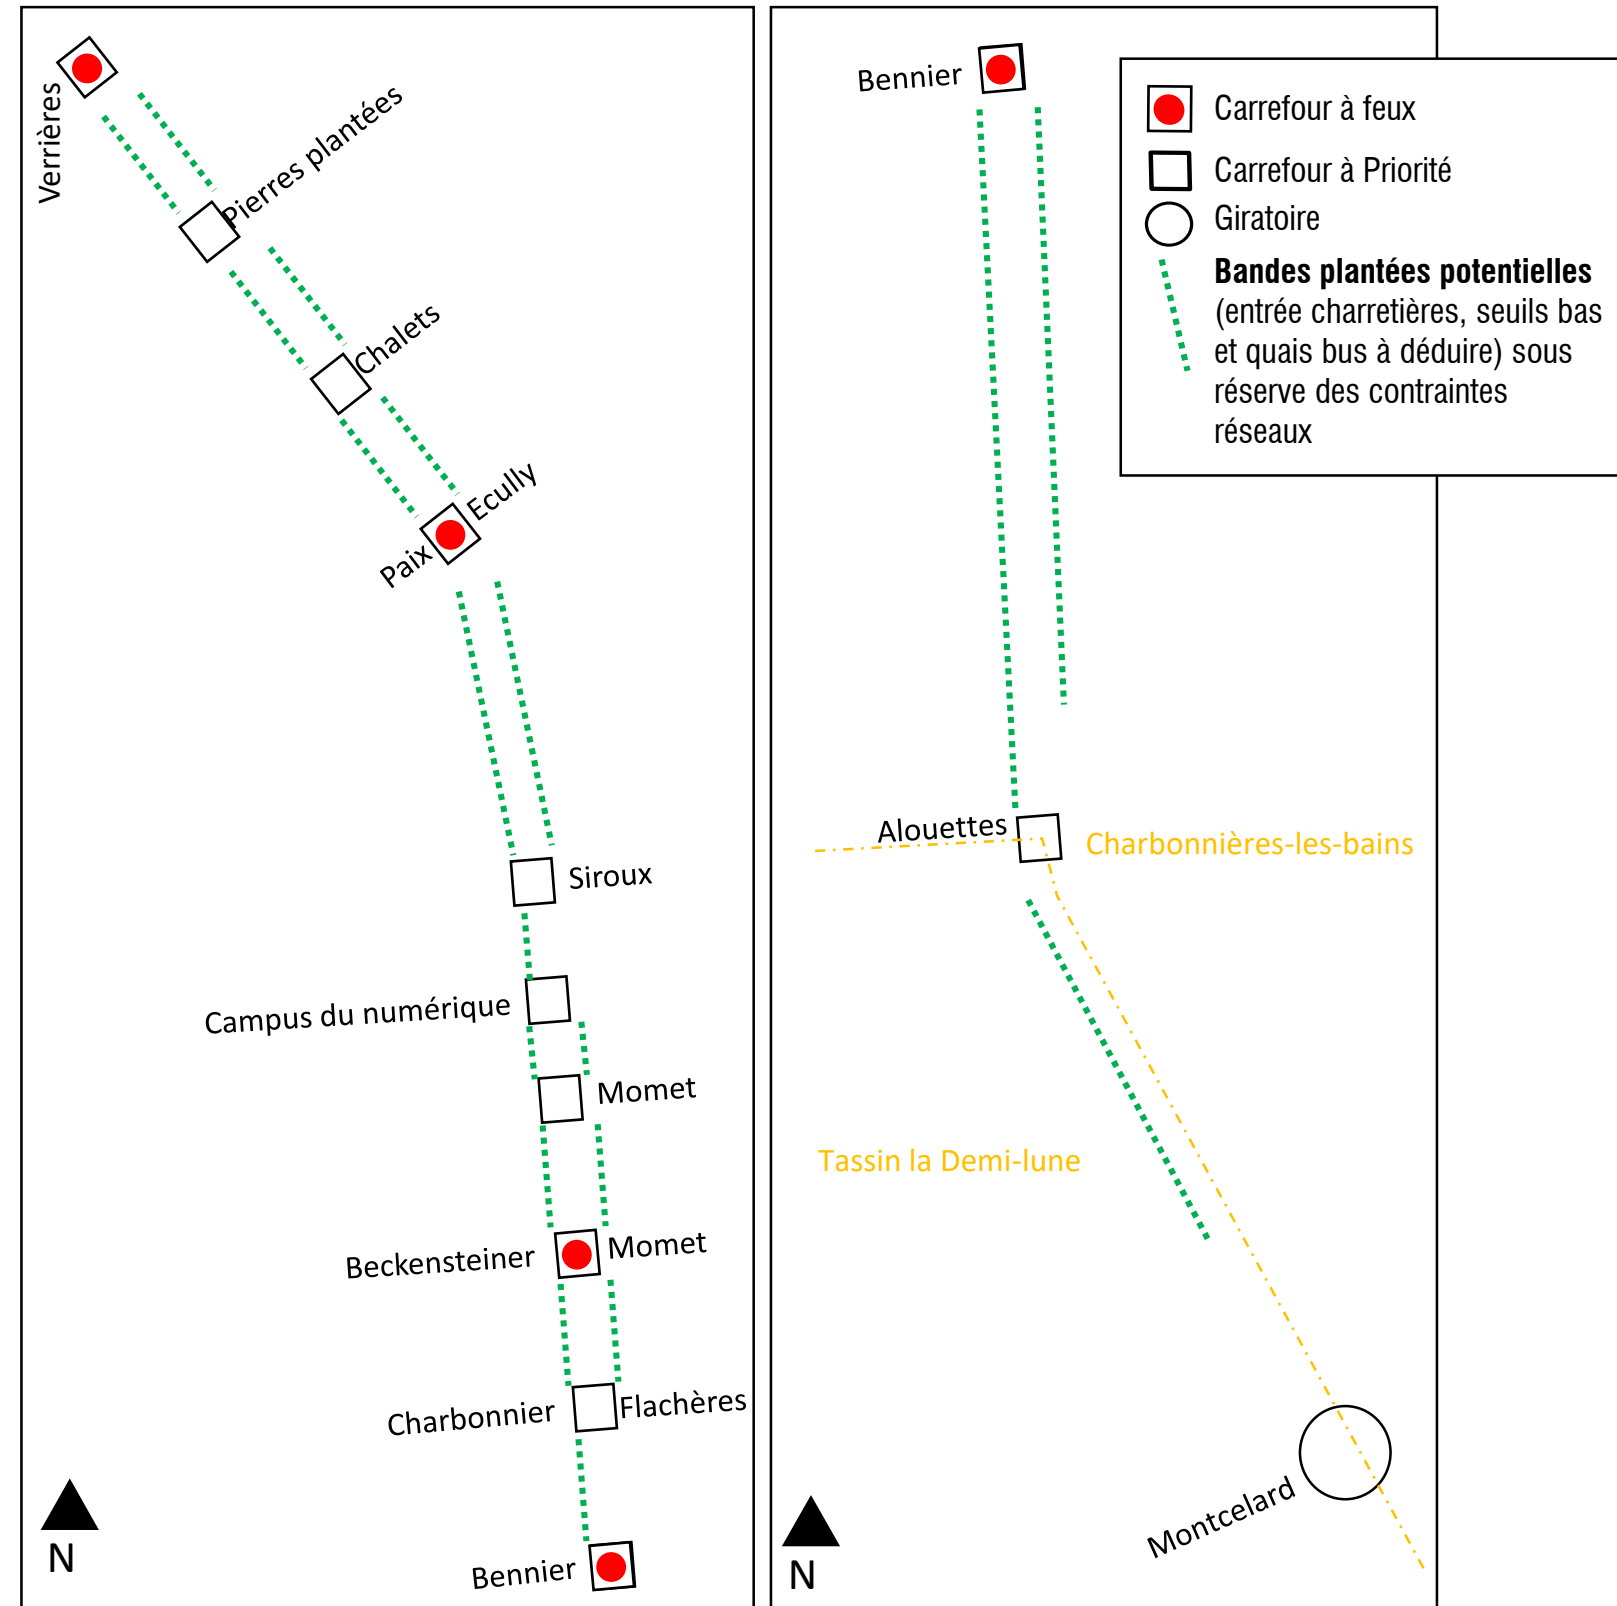 Verrières
Pierres plantées
Chalets
Ecully
Paix
Siroux
Campus du numérique
Momet
Beckensteiner
Momet
Charbonnier
Flachères
Bennier
N
Bennier
Alouettes
Charbonnières-les-bains
Tassin la Demi-lune
Montcelard
N
Carrefour à feux
Carrefour à Priorité
Giratoire
Bandes plantées potentielles
(entrée charretières, seuils bas
et quais bus à déduire) sous
réserve des contraintes
réseaux